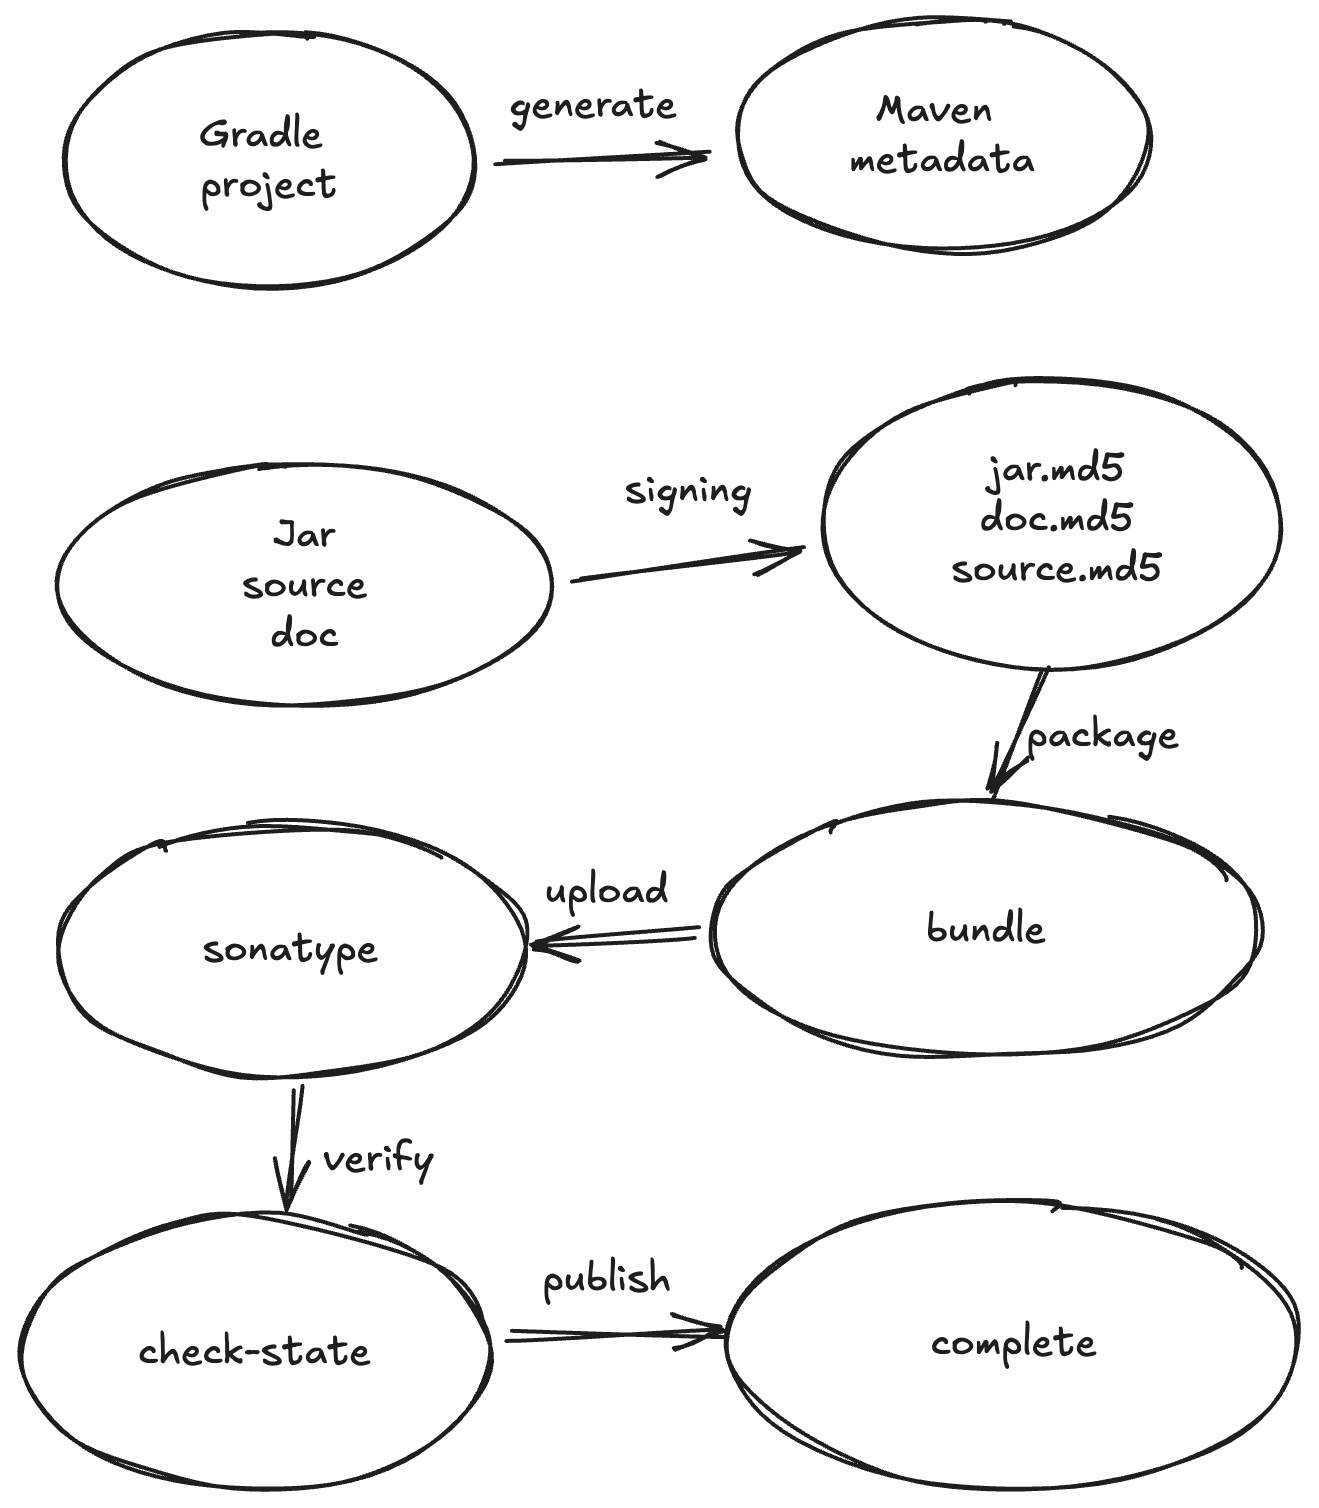 Gradle
project
generate
Maven
metadata
Jar
source
doc
signing
jar.md5
doc.md5
source.md5
package
bundle
upload
sonatype
verify
check-state
publish
complete